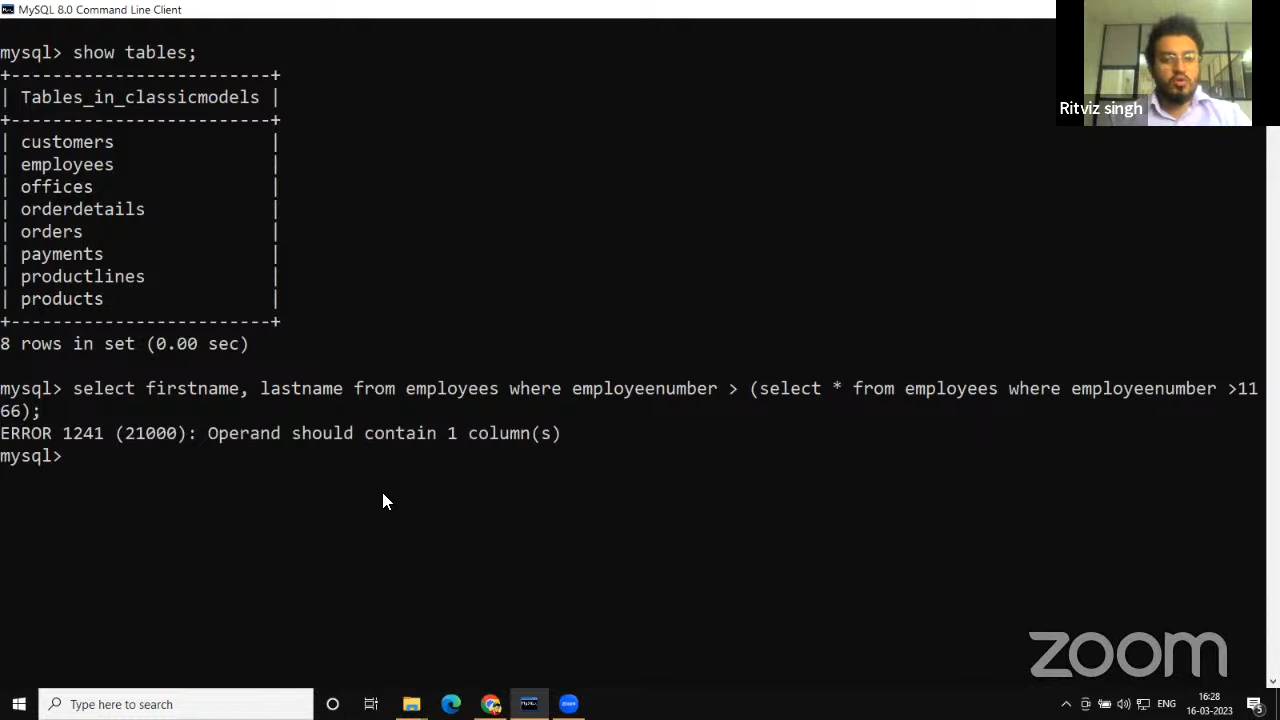 MySQL 8.0 Command Line Client
mysql> show tables;
+-------------------------+
| Tables_in_classicmodels |
+-------------------------+
| customers               |
| employees               |
| offices                 |
| orderdetails            |
| orders                  |
| payments                |
| productlines            |
| products                |
+-------------------------+
8 rows in set (0.00 sec)
mysql> select firstname, lastname from employees where employeenumber > (select * from employees where employeenumber >11
66);
ERROR 1241 (21000): Operand should contain 1 column(s)
mysql>
Ritviz singh
zoom
Type here to search
zoom
ENG
16:28
16-03-2023
5